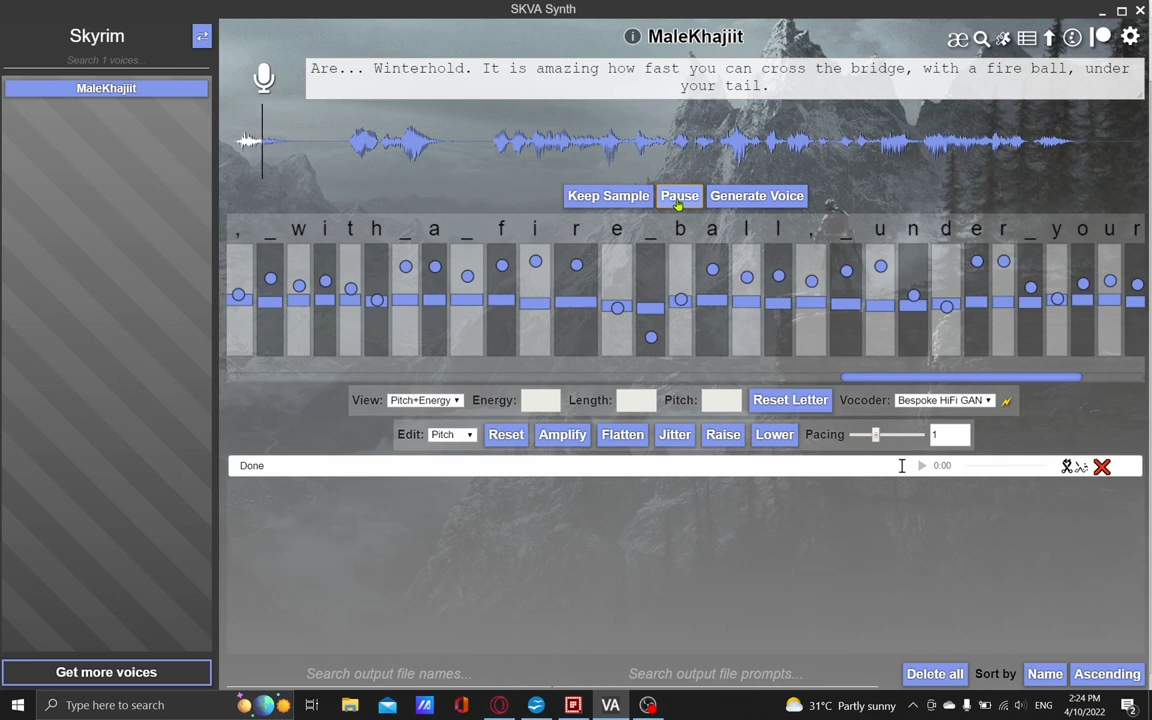 SKVA Synth
Skyrim
Search 1 voices...
MaleKhajiit
i MaleKhajiit
æ
Are... Winterhold. It is amazing how fast you can cross the bridge, with a fire ball, under
your tail.
Keep Sample Pause Generate Voice
, _ w i t h _ a _ f i r e _ b a l l , _ u n d e r _ y o u r
View: Pitch+Energy Energy: Length: Pitch: Reset Letter Vocoder: Bespoke HiFi GAN
Edit: Pitch Reset Amplify Flatten Jitter Raise Lower Pacing 1
Done 0:00
Get more voices
Search output file names... Search output file prompts... Delete all Sort by Name Ascending
Type here to search VA 31°C Partly sunny ENG 2:24 PM
4/10/2022 2